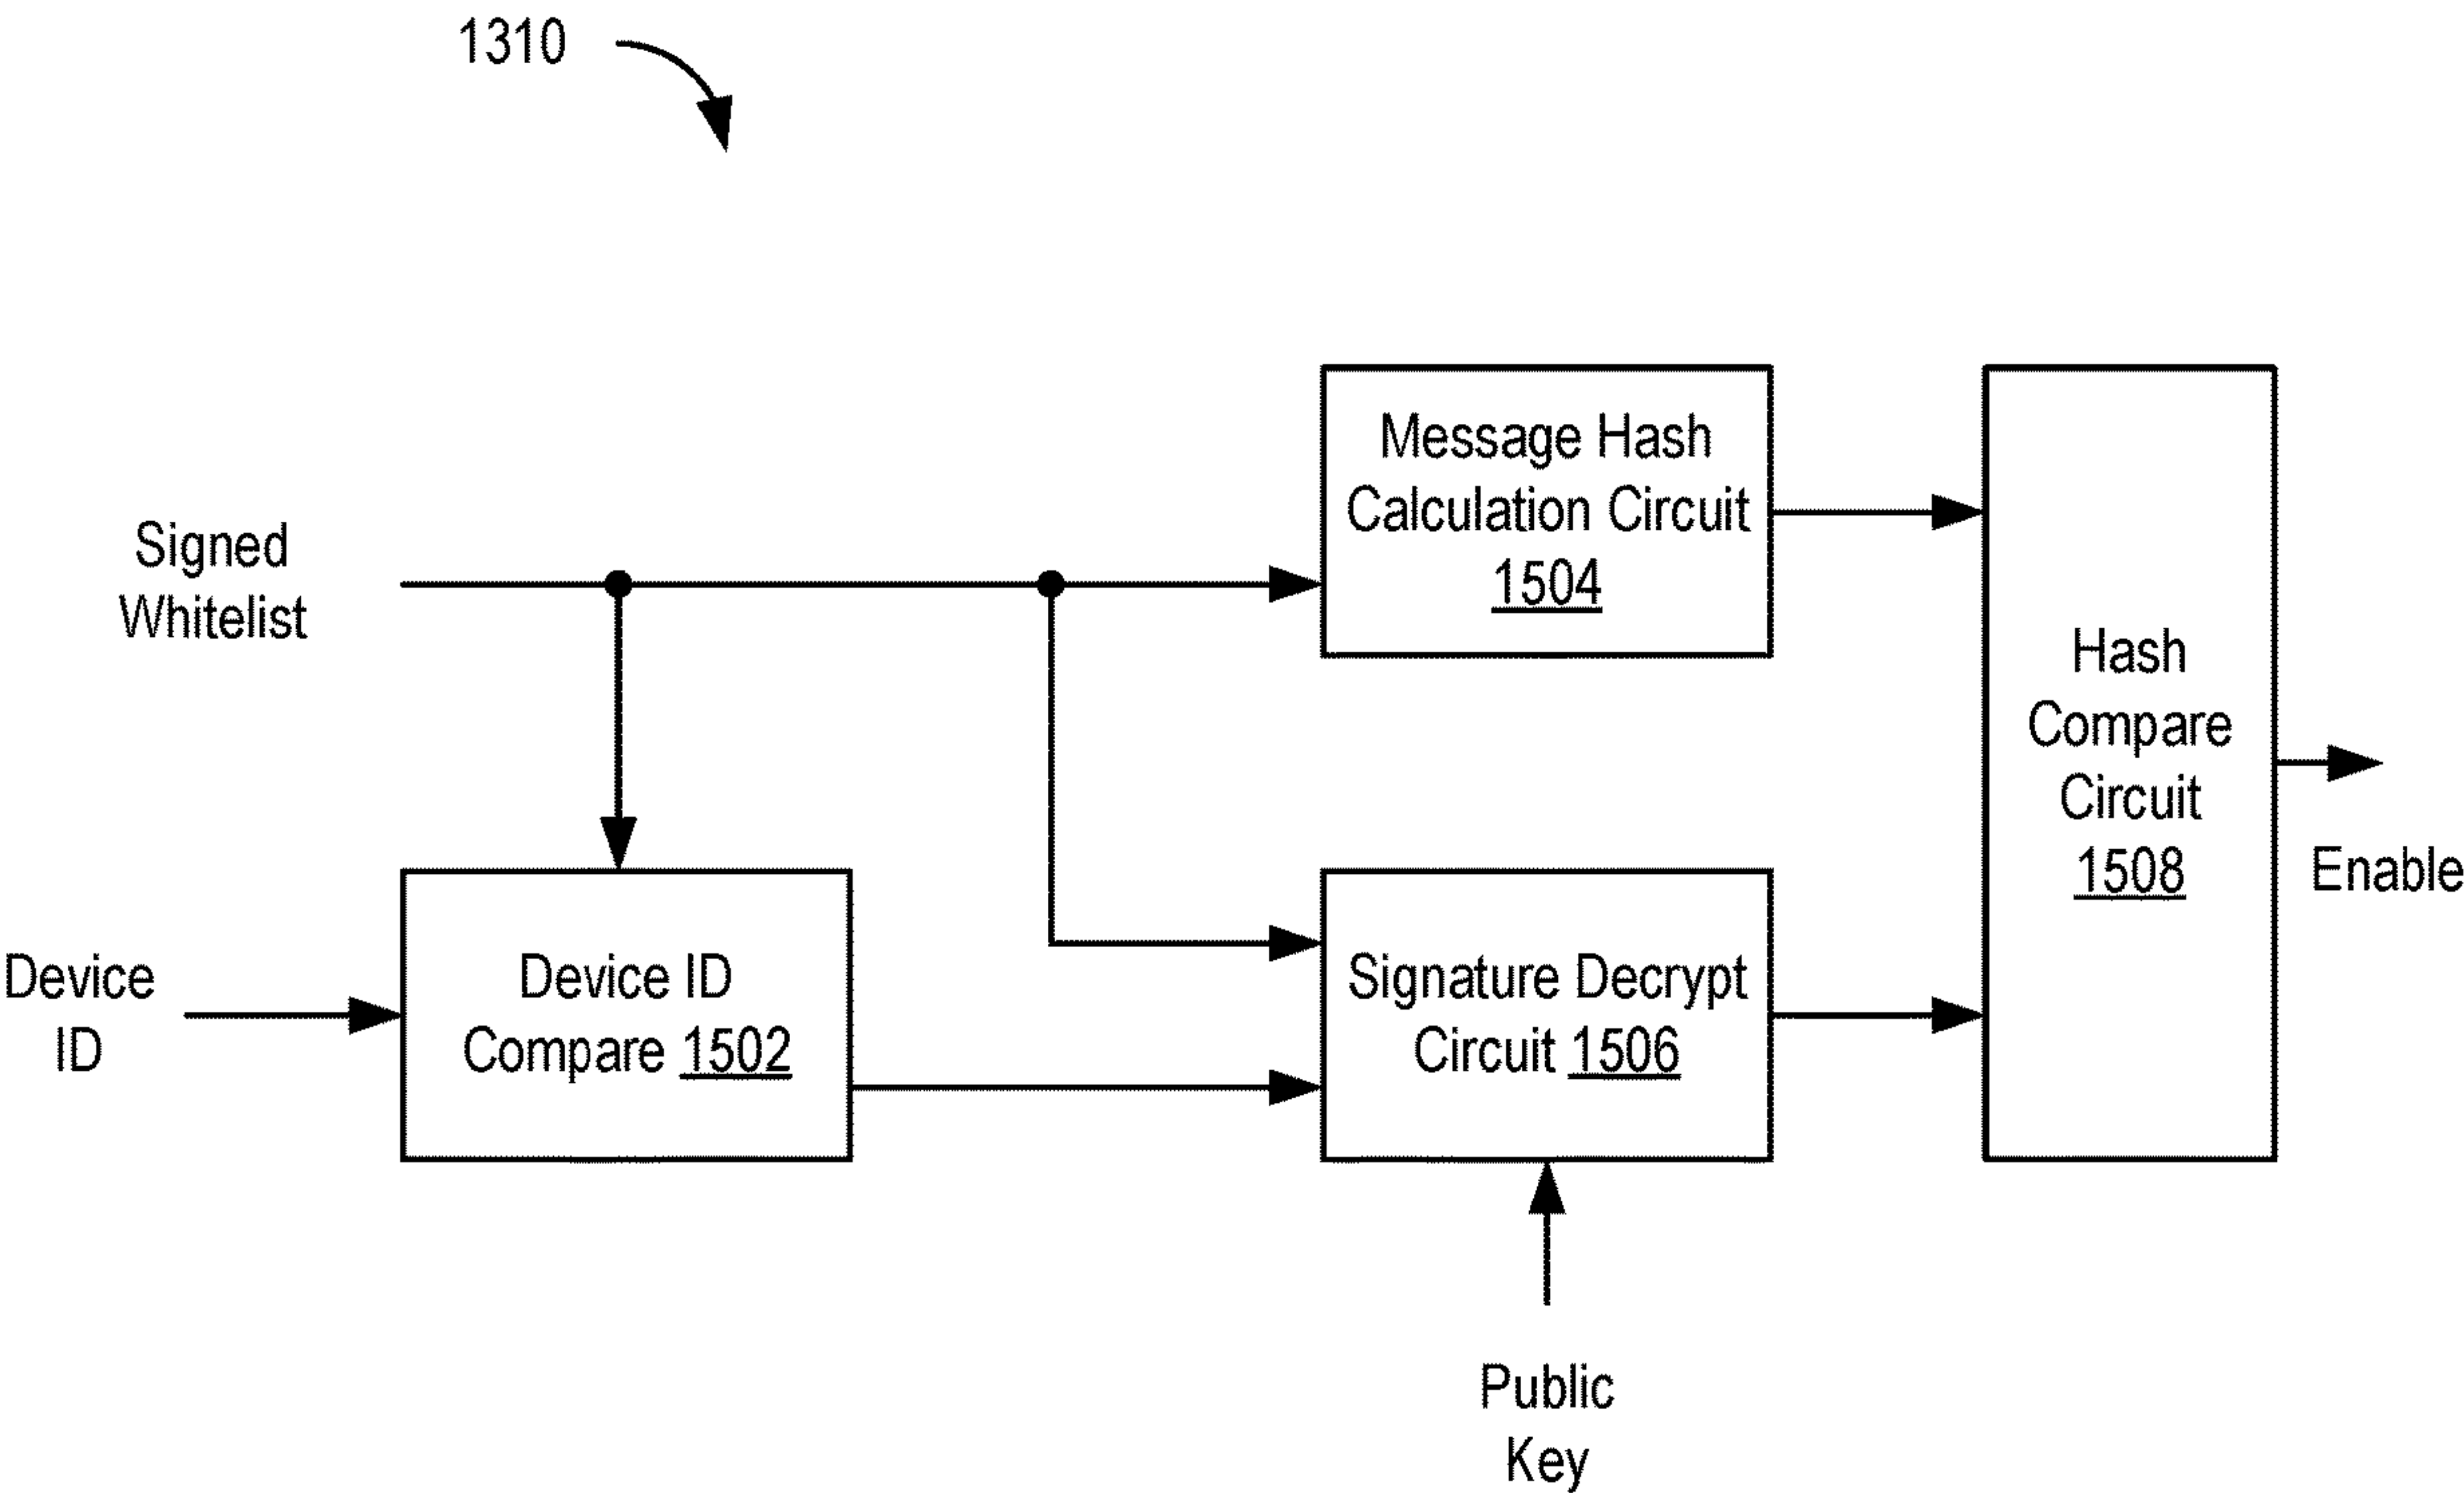 1310
Signed
Whitelist
Message Hash
Calculation Circuit
1504
Hash
Compare
Circuit
1508
Enable
Device
ID
Device ID
Compare 1502
Signature Decrypt
Circuit 1506
Public
Key